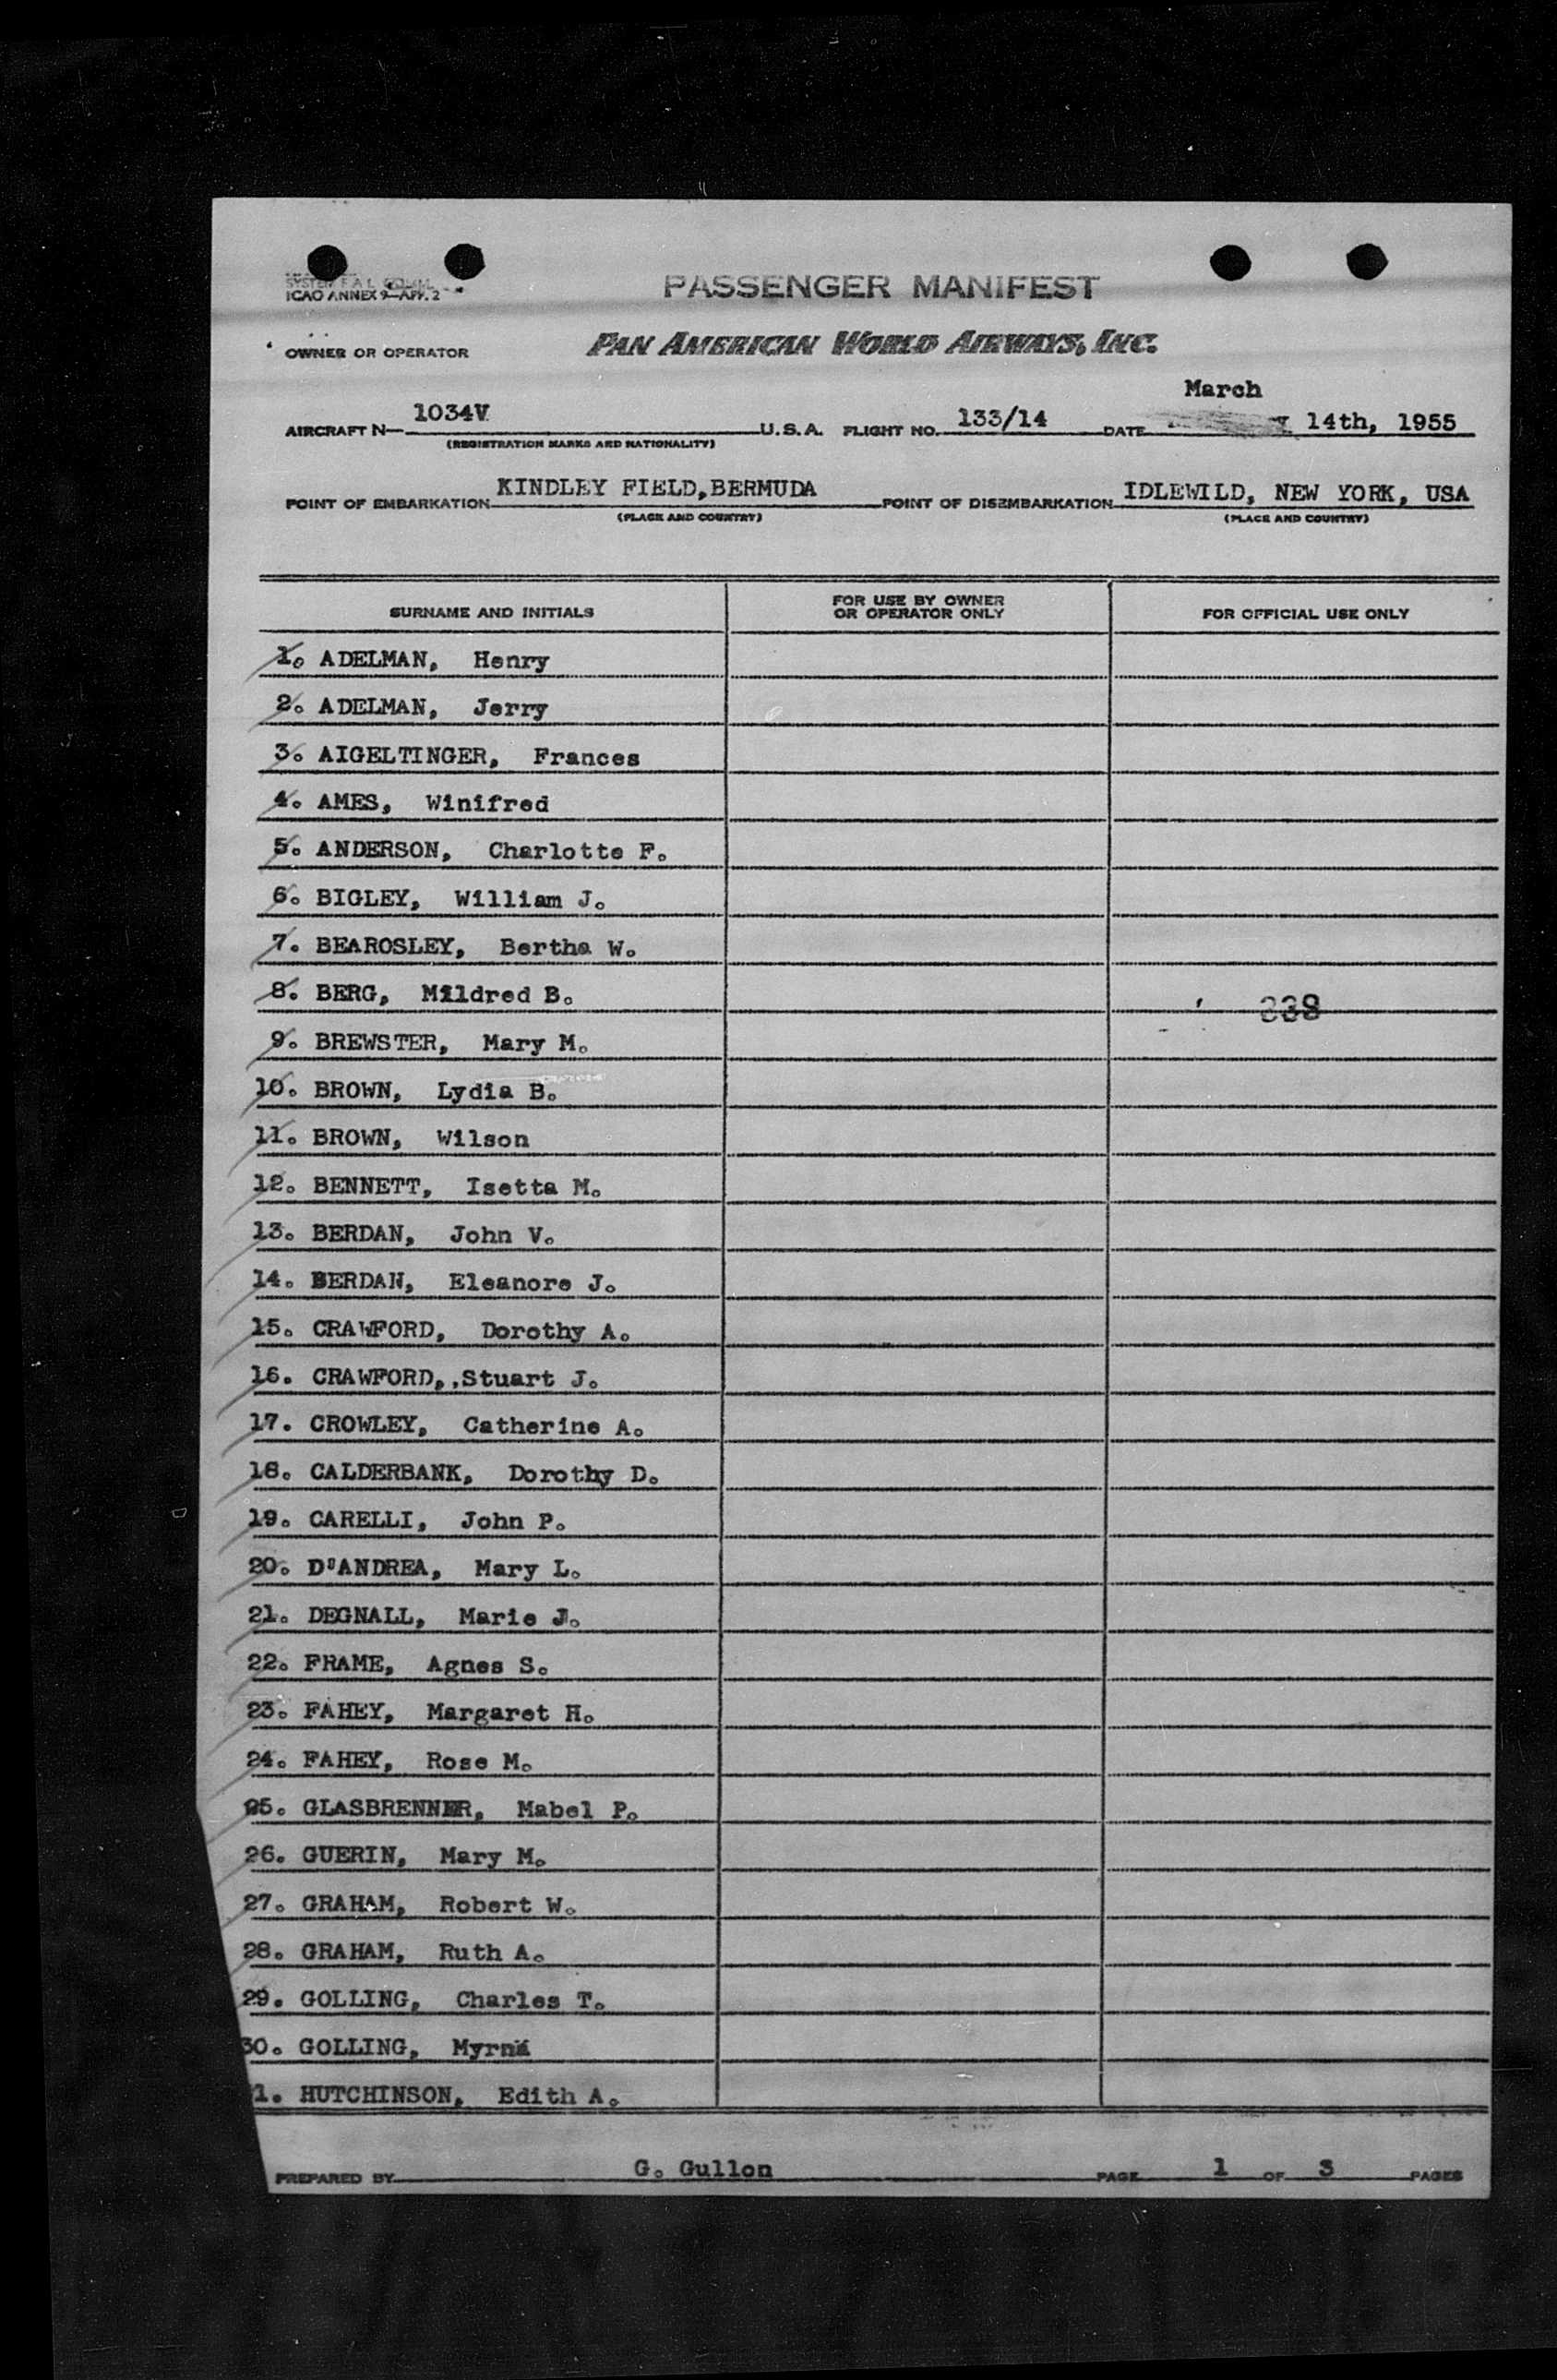 ICAO ANNEX 9—APP. 2
PASSENGER MANIFEST
OWNER OR OPERATOR PAN AMERICAN WORLD AIRWAYS, INC.
March
AIRCRAFT N— 1034V U.S.A. FLIGHT NO. 133/14 DATE 14th, 1955
(REGISTRATION MARKS AND NATIONALITY)
POINT OF EMBARKATION KINDLEY FIELD, BERMUDA POINT OF DISEMBARKATION IDLEWILD, NEW YORK, USA
(PLACE AND COUNTRY) (PLACE AND COUNTRY)
SURNAME AND INITIALS FOR USE BY OWNER OR OPERATOR ONLY FOR OFFICIAL USE ONLY
1. ADELMAN, Henry
2. ADELMAN, Jerry
3. AIGELTINGER, Frances
4. AMES, Winifred
5. ANDERSON, Charlotte F.
6. BIGLEY, William J.
7. BEAROSLEY, Bertha W.
8. BERG, Mildred B. 338
9. BREWSTER, Mary M.
10. BROWN, Lydia B.
11. BROWN, Wilson
12. BENNETT, Isetta M.
13. BERDAN, John V.
14. BERDAN, Eleanore J.
15. CRAWFORD, Dorothy A.
16. CRAWFORD, Stuart J.
17. CROWLEY, Catherine A.
18. CALDERBANK, Dorothy D.
19. CARELLI, John P.
20. D'ANDREA, Mary L.
21. DEGNALL, Marie J.
22. FRAME, Agnes S.
23. FAHEY, Margaret H.
24. FAHEY, Rose M.
25. GLASBRENNER, Mabel P.
26. GUERIN, Mary M.
27. GRAHAM, Robert W.
28. GRAHAM, Ruth A.
29. GOLLING, Charles T.
30. GOLLING, Myrna
1. HUTCHINSON, Edith A.
PREPARED BY G. Gullon PAGE 1 OF 3 PAGES